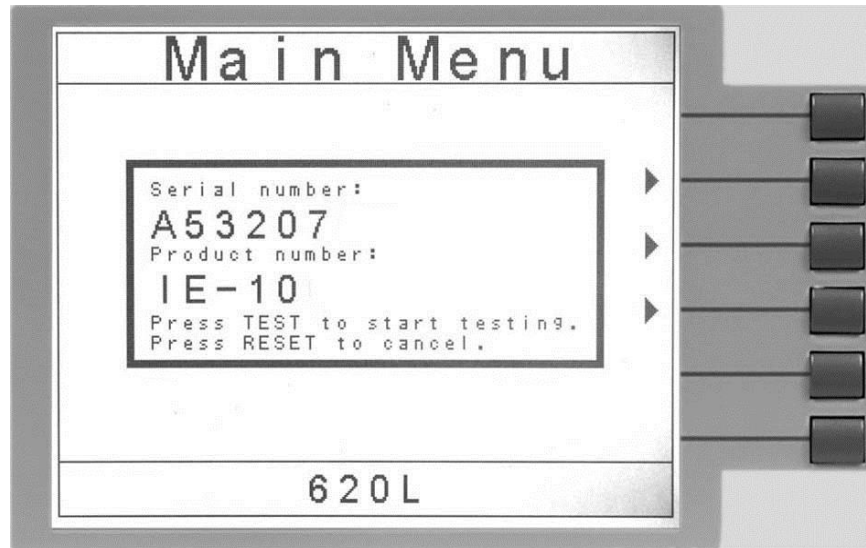 Main Menu
Serial number:
A53207
Product number:
IE-10
Press TEST to start testing.
Press RESET to cancel.
620L